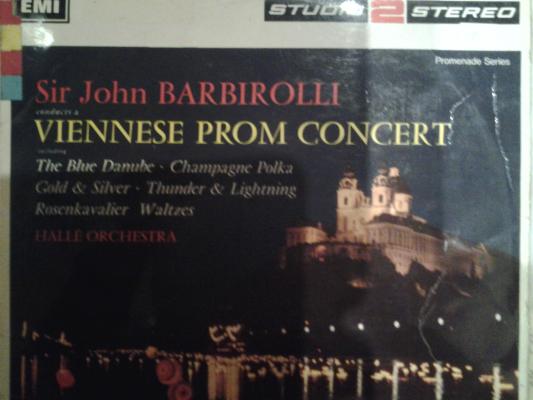 EMI
STUDIO 2 STEREO
Promenade Series
Sir John BARBIROLLI
conducts a
VIENNESE PROM CONCERT
including
The Blue Danube · Champagne Polka
Gold & Silver · Thunder & Lightning
Rosenkavalier Waltzes
HALLÉ ORCHESTRA